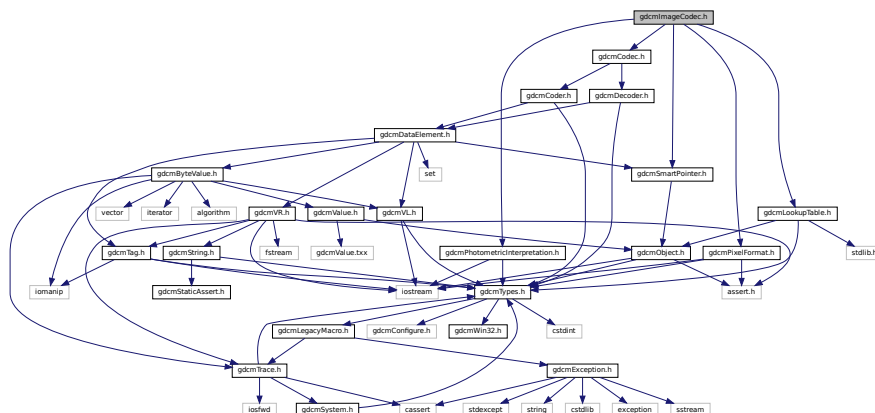 gdcmImageCodec.h
gdcmCodec.h
gdcmCoder.h
gdcmDecoder.h
gdcmDataElement.h
gdcmByteValue.h
set
gdcmSmartPointer.h
vector
iterator
algorithm
gdcmVR.h
gdcmValue.h
gdcmVL.h
gdcmLookupTable.h
gdcmTag.h
gdcmString.h
fstream
gdcmValue.txx
gdcmPhotometricInterpretation.h
gdcmObject.h
gdcmPixelFormat.h
stdlib.h
iomanip
gdcmStaticAssert.h
iostream
gdcmTypes.h
assert.h
gdcmLegacyMacro.h
gdcmConfigure.h
gdcmWin32.h
cstdint
gdcmTrace.h
gdcmException.h
iosfwd
gdcmSystem.h
cassert
stdexcept
string
cstdlib
exception
sstream